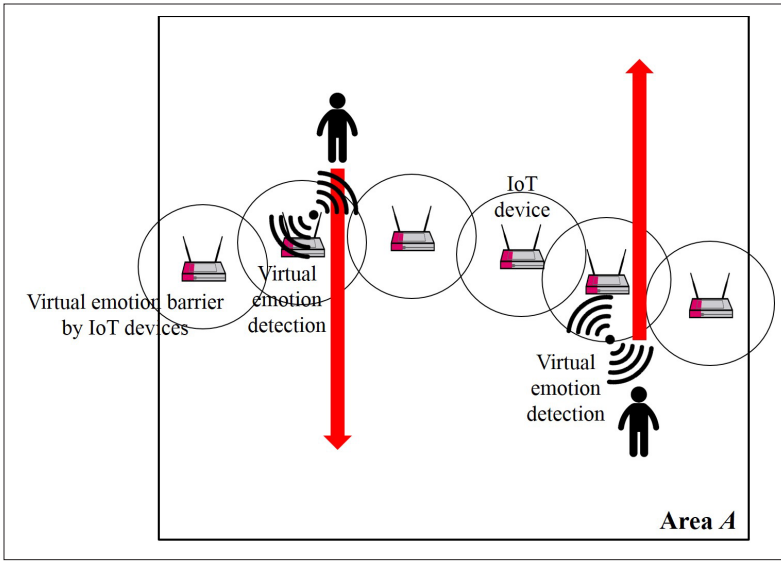 IoT
device
Virtual
emotion
detection
Virtual emotion barrier
by IoT devices
Virtual
emotion
detection
Area A